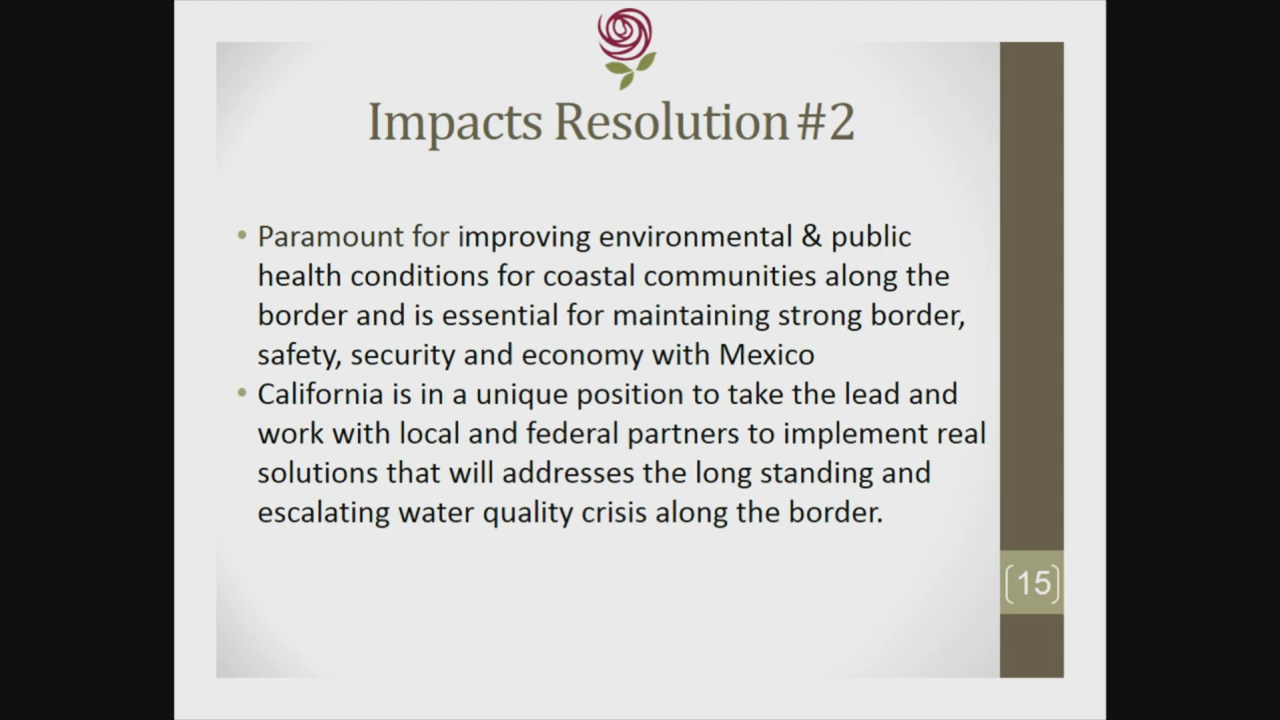 Impacts Resolution #2
• Paramount for improving environmental & public
health conditions for coastal communities along the
border and is essential for maintaining strong border,
safety, security and economy with Mexico
• California is in a unique position to take the lead and
work with local and federal partners to implement real
solutions that will addresses the long standing and
escalating water quality crisis along the border.
15